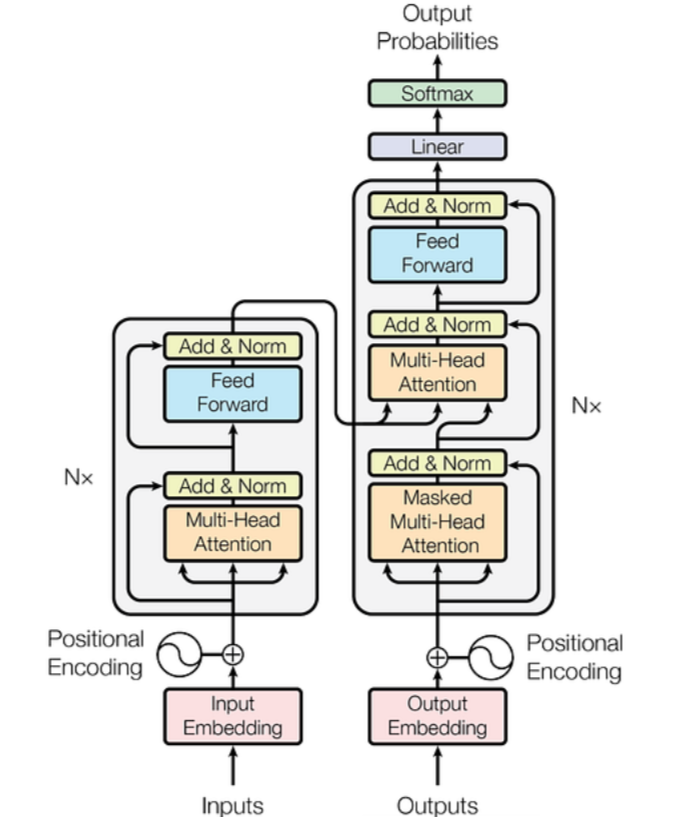 Output
Probabilities
Softmax
Linear
Add & Norm
Feed
Forward
Add & Norm
Multi-Head
Attention
Nx
Add & Norm
Masked
Multi-Head
Attention
Add & Norm
Feed
Forward
Nx
Add & Norm
Multi-Head
Attention
Positional
Encoding
Positional
Encoding
Input
Embedding
Output
Embedding
Inputs
Outputs